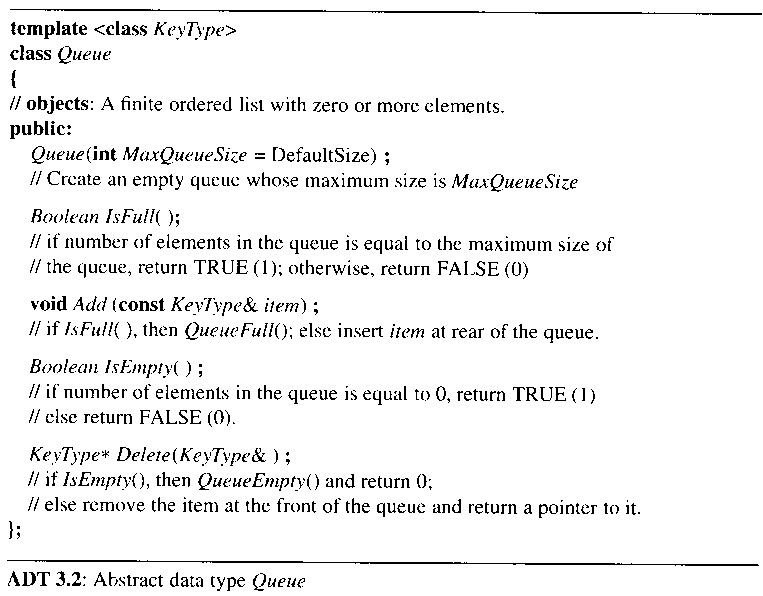 template <class KeyType>
class Queue
{
// objects: A finite ordered list with zero or more elements.
public:
Queue(int MaxQueueSize = DefaultSize) ;
// Create an empty queue whose maximum size is MaxQueueSize
Boolean IsFull( );
// if number of elements in the queue is equal to the maximum size of
// the queue, return TRUE (1); otherwise, return FALSE (0)
void Add (const KeyType& item) ;
// if IsFull( ), then QueueFull(); else insert item at rear of the queue.
Boolean IsEmpty( ) ;
// if number of elements in the queue is equal to 0, return TRUE (1)
// else return FALSE (0).
KeyType* Delete(KeyType& ) ;
// if IsEmpty(), then QueueEmpty() and return 0;
// else remove the item at the front of the queue and return a pointer to it.
};
ADT 3.2: Abstract data type Queue